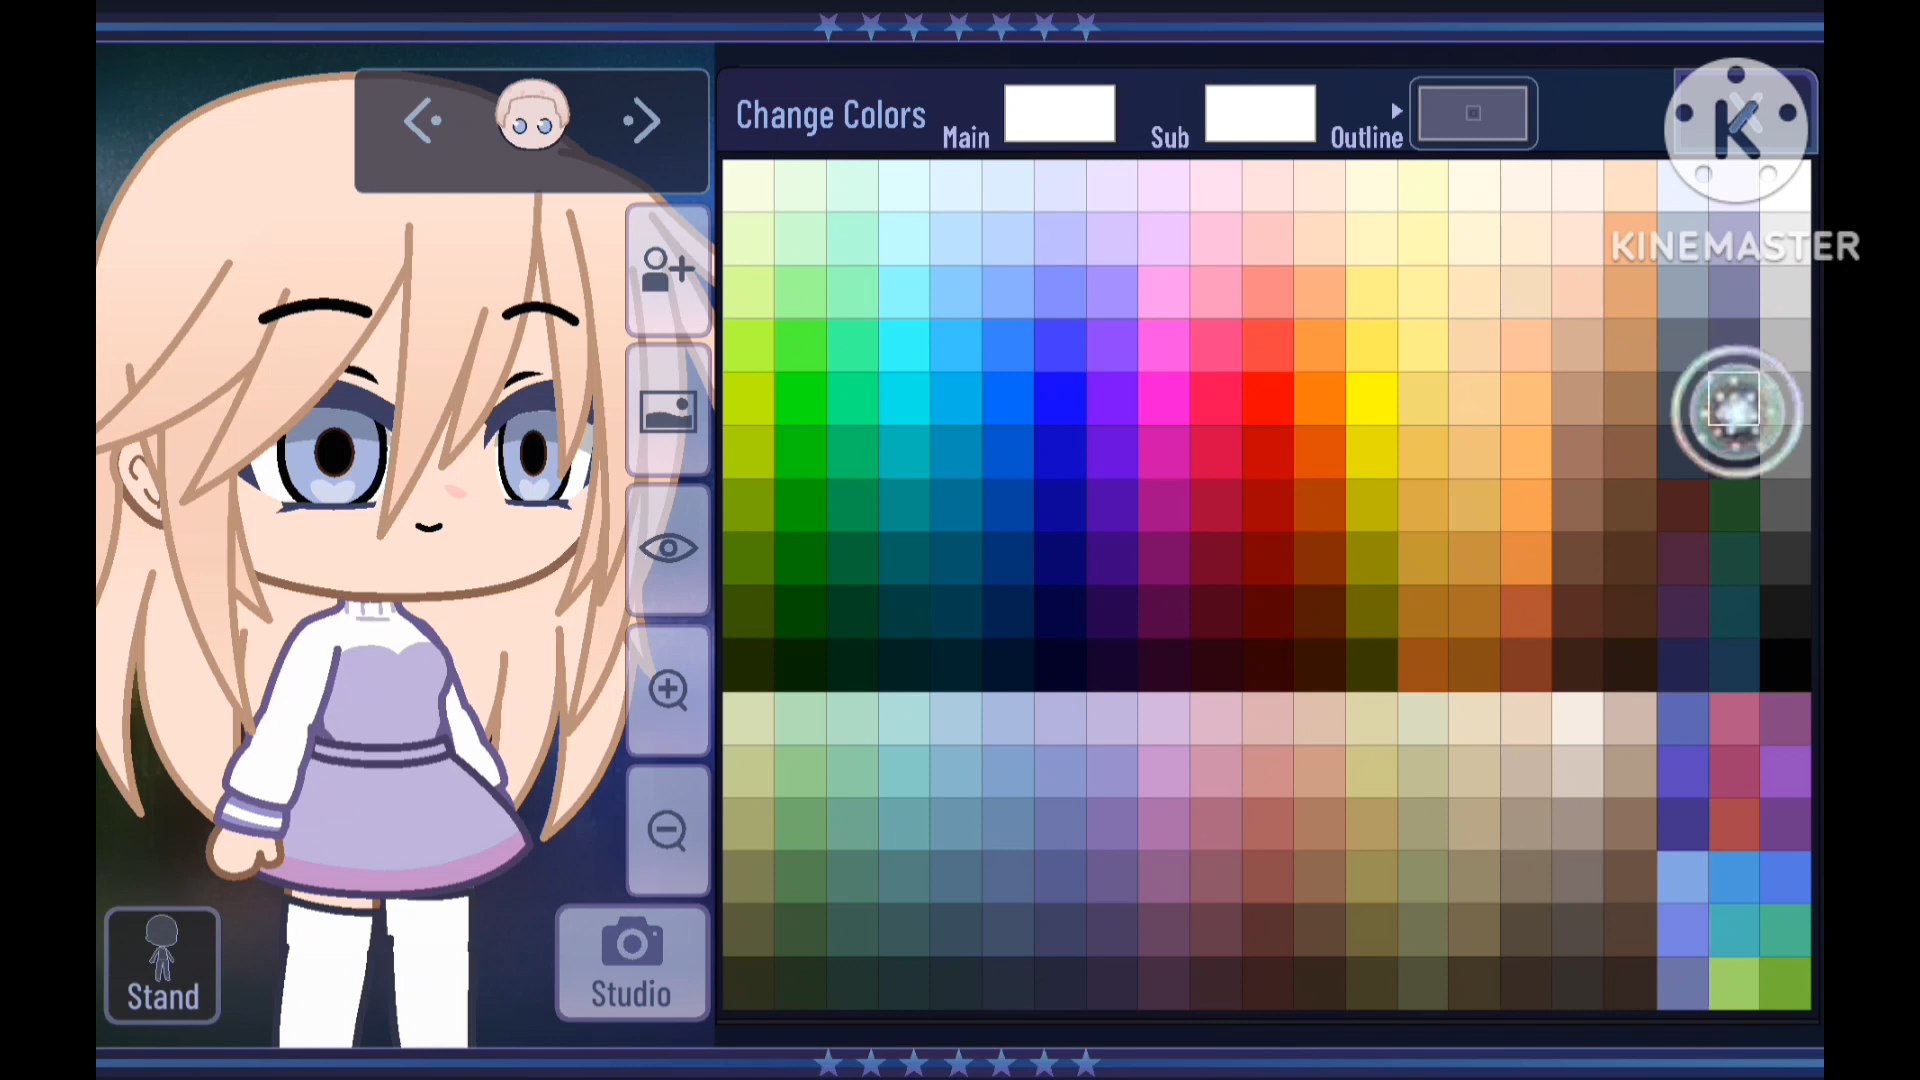 Change Colors
Main
Sub
Outline
K
KINEMASTER
Stand
Studio